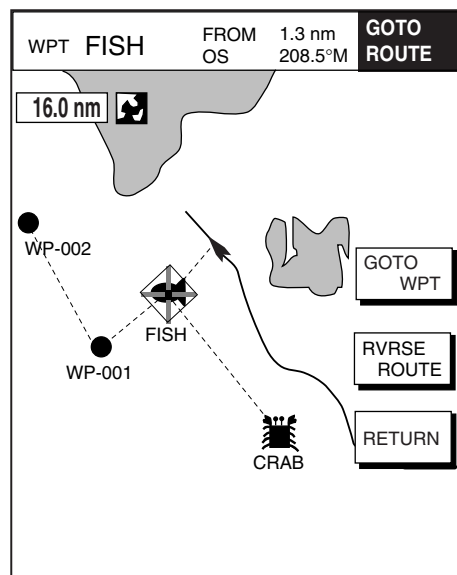 WPT FISH
FROM 1.3 nm
OS 208.5°M
GOTO
ROUTE
16.0 nm
WP-002
GOTO
WPT
FISH
RVRSE
ROUTE
WP-001
RETURN
CRAB